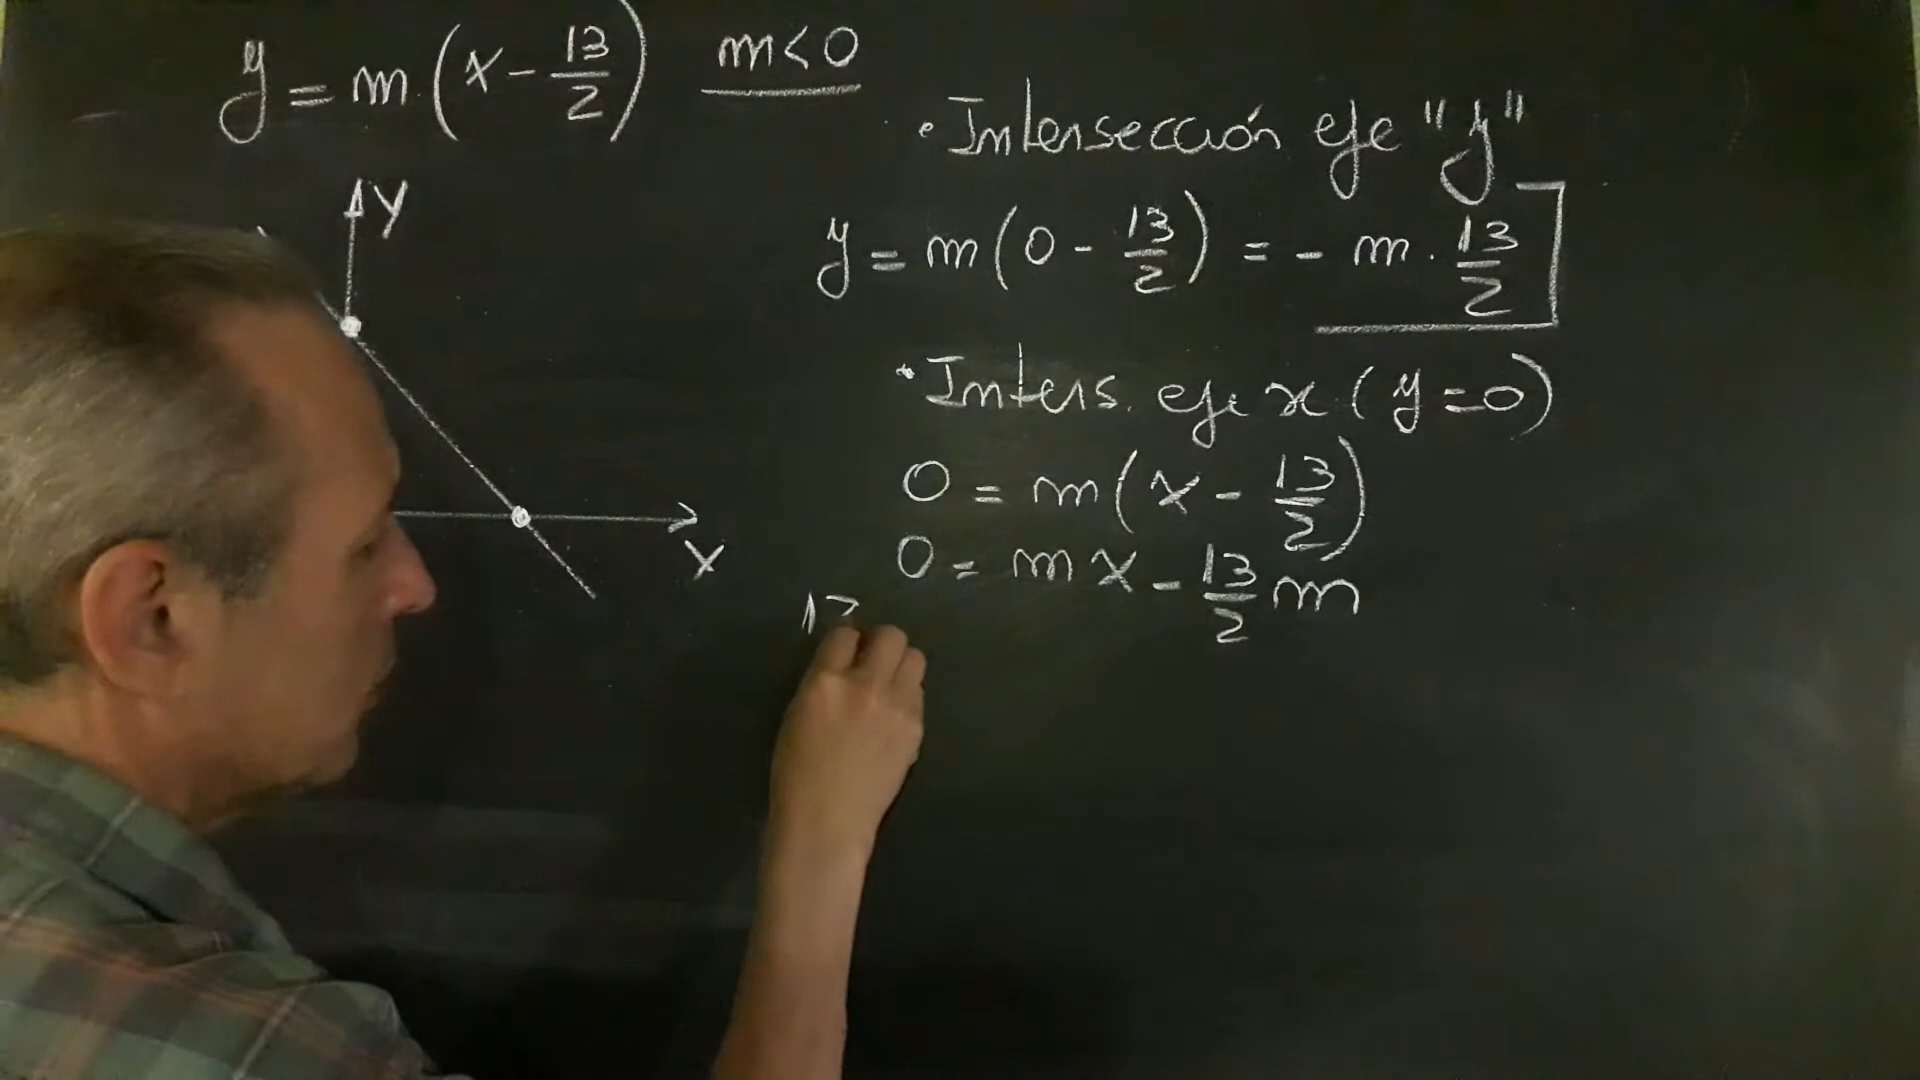 y = m.(x - 13/2) m < 0
Y
X
• Intersección eje "y"
y = m(0 - 13/2) = - m . 13/2
• Inters. eje x (y = 0)
0 = m(x - 13/2)
0 = mx - 13/2 m